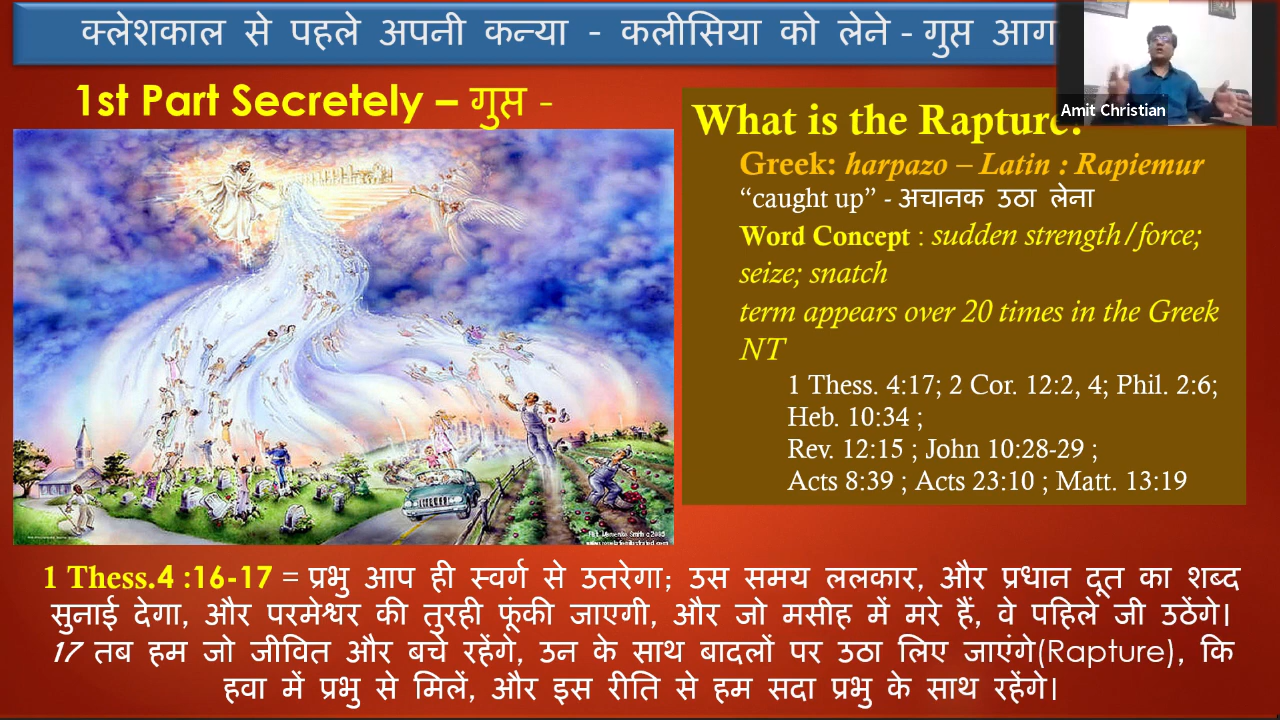 क्लेशकाल से पहले अपनी कन्या - कलीसिया को लेने - गुप्त आग
Amit Christian
1st Part Secretely – गुप्त -
What is the Rapture?
Greek: harpazo – Latin : Rapiemur
“caught up” - अचानक उठा लेना
Word Concept : sudden strength/force;
seize; snatch
term appears over 20 times in the Greek
NT
1 Thess. 4:17; 2 Cor. 12:2, 4; Phil. 2:6;
Heb. 10:34 ;
Rev. 12:15 ; John 10:28-29 ;
Acts 8:39 ; Acts 23:10 ; Matt. 13:19
1 Thess.4 :16-17 = प्रभु आप ही स्वर्ग से उतरेगा; उस समय ललकार, और प्रधान दूत का शब्द
सुनाई देगा, और परमेश्वर की तुरही फूंकी जाएगी, और जो मसीह में मरे हैं, वे पहिले जी उठेंगे।
17 तब हम जो जीवित और बचे रहेंगे, उन के साथ बादलों पर उठा लिए जाएंगे(Rapture), कि
हवा में प्रभु से मिलें, और इस रीति से हम सदा प्रभु के साथ रहेंगे।